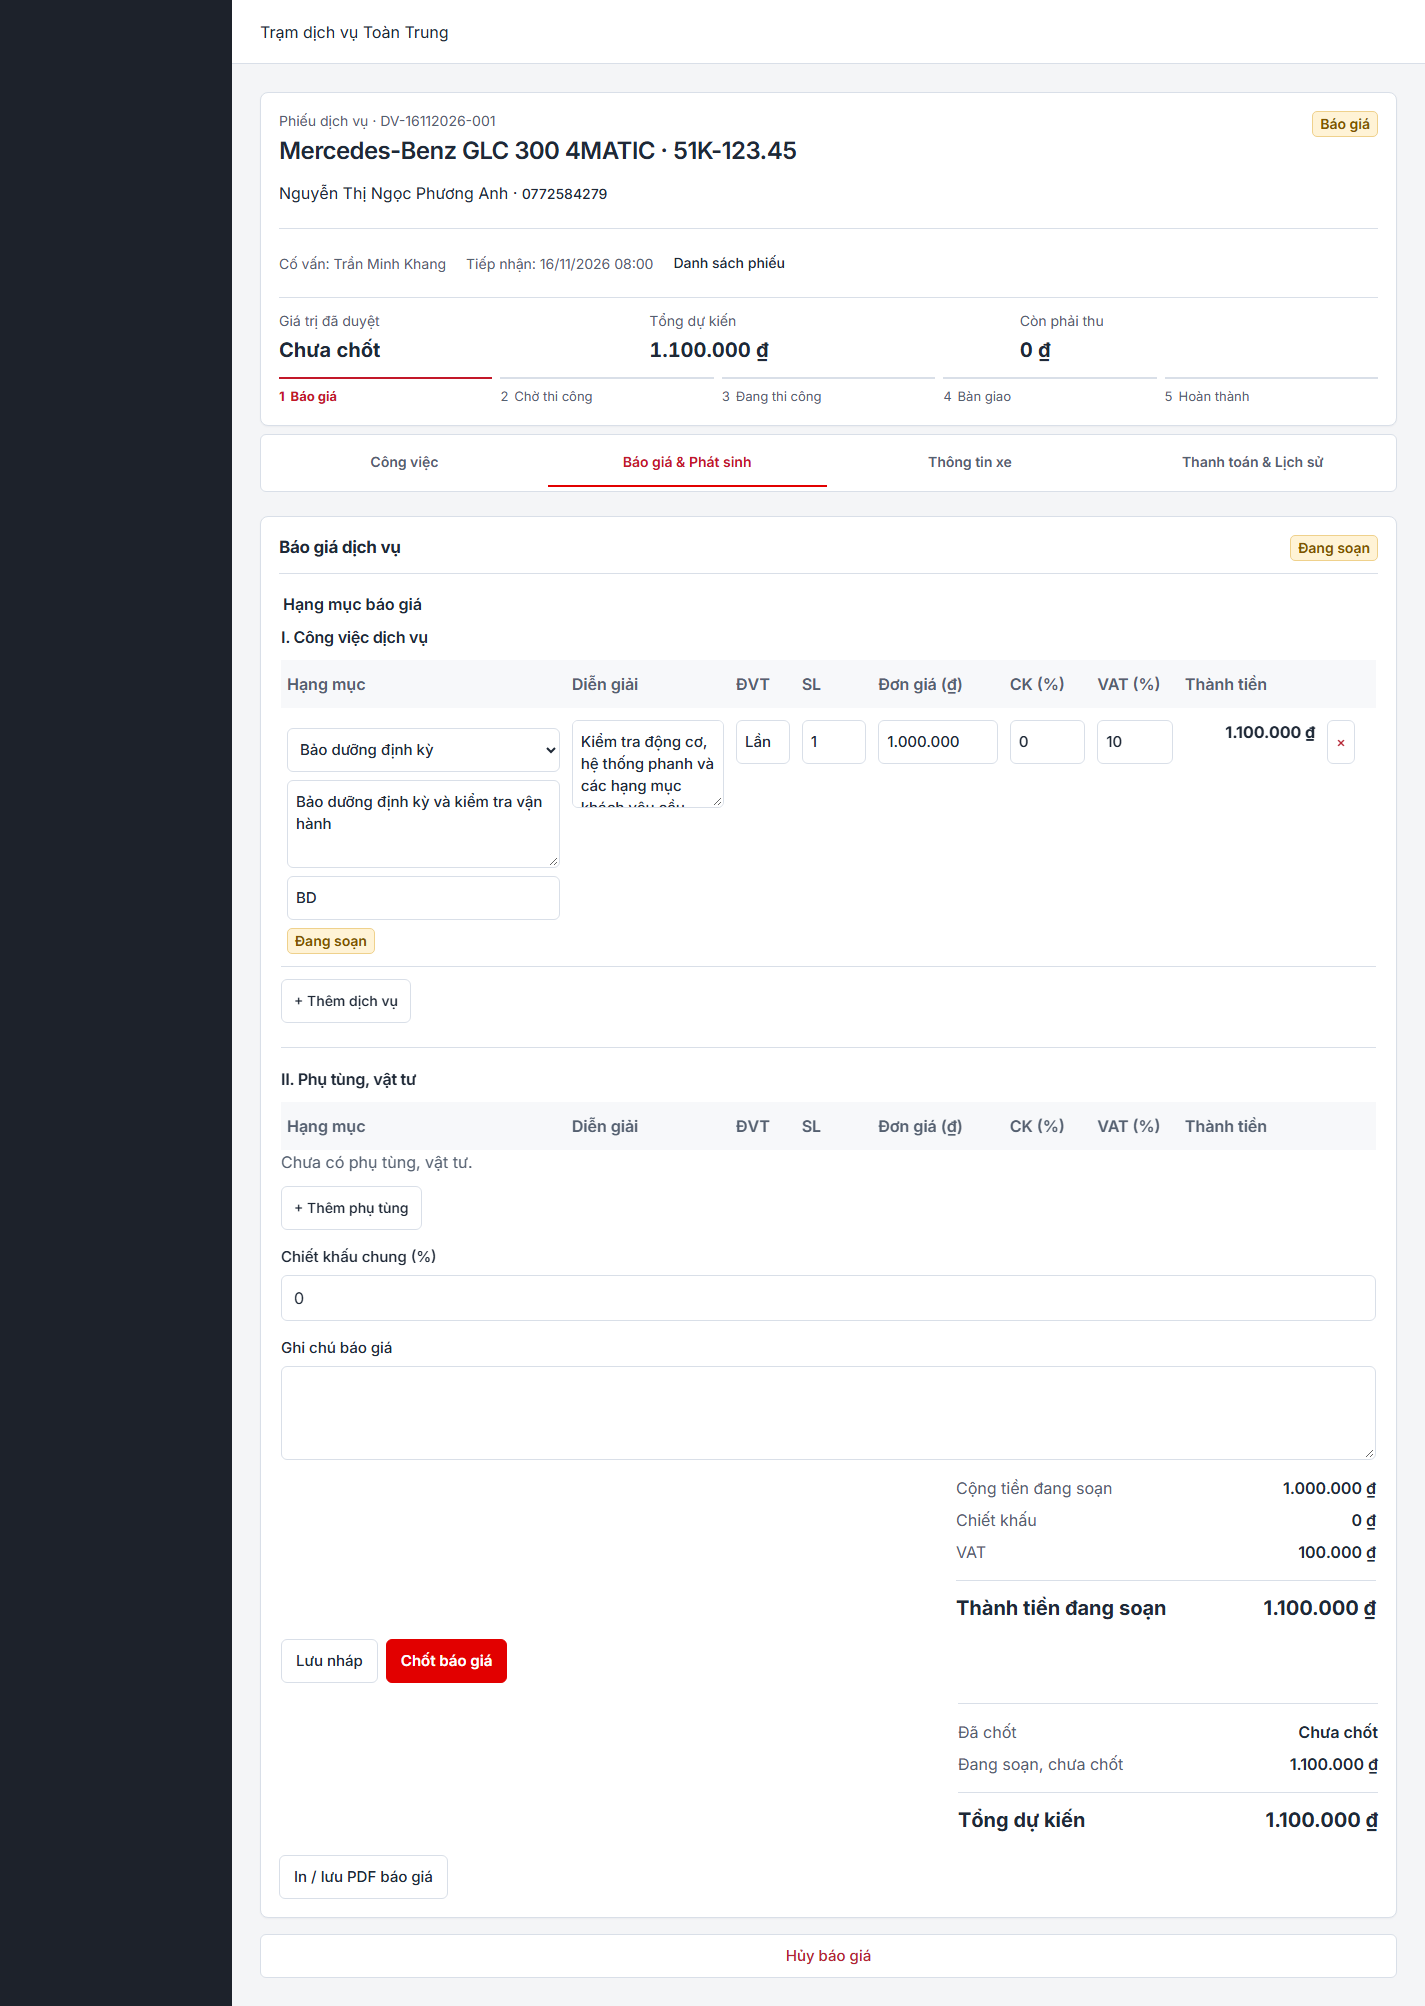 Trạm dịch vụ Toàn Trung
Phiếu dịch vụ · DV-16112026-001
Báo giá
Mercedes-Benz GLC 300 4MATIC · 51K-123.45
Nguyễn Thị Ngọc Phương Anh · 0772584279
Cố vấn: Trần Minh Khang Tiếp nhận: 16/11/2026 08:00 Danh sách phiếu
Giá trị đã duyệt Tổng dự kiến Còn phải thu
Chưa chốt 1.100.000 ₫ 0 ₫
1 Báo giá 2 Chờ thi công 3 Đang thi công 4 Bàn giao 5 Hoàn thành
Công việc Báo giá & Phát sinh Thông tin xe Thanh toán & Lịch sử
Báo giá dịch vụ Đang soạn
Hạng mục báo giá
I. Công việc dịch vụ
Hạng mục Diễn giải ĐVT SL Đơn giá (₫) CK (%) VAT (%) Thành tiền
Bảo dưỡng định kỳ
Bảo dưỡng định kỳ và kiểm tra vận
hành
BD
Đang soạn
Kiểm tra động cơ,
hệ thống phanh và
các hạng mục
khách yêu cầu
Lần 1 1.000.000 0 10 1.100.000 ₫ ×
+ Thêm dịch vụ
II. Phụ tùng, vật tư
Hạng mục Diễn giải ĐVT SL Đơn giá (₫) CK (%) VAT (%) Thành tiền
Chưa có phụ tùng, vật tư.
+ Thêm phụ tùng
Chiết khấu chung (%)
0
Ghi chú báo giá
Cộng tiền đang soạn 1.000.000 ₫
Chiết khấu 0 ₫
VAT 100.000 ₫
Thành tiền đang soạn 1.100.000 ₫
Lưu nháp Chốt báo giá
Đã chốt Chưa chốt
Đang soạn, chưa chốt 1.100.000 ₫
Tổng dự kiến 1.100.000 ₫
In / lưu PDF báo giá
Hủy báo giá